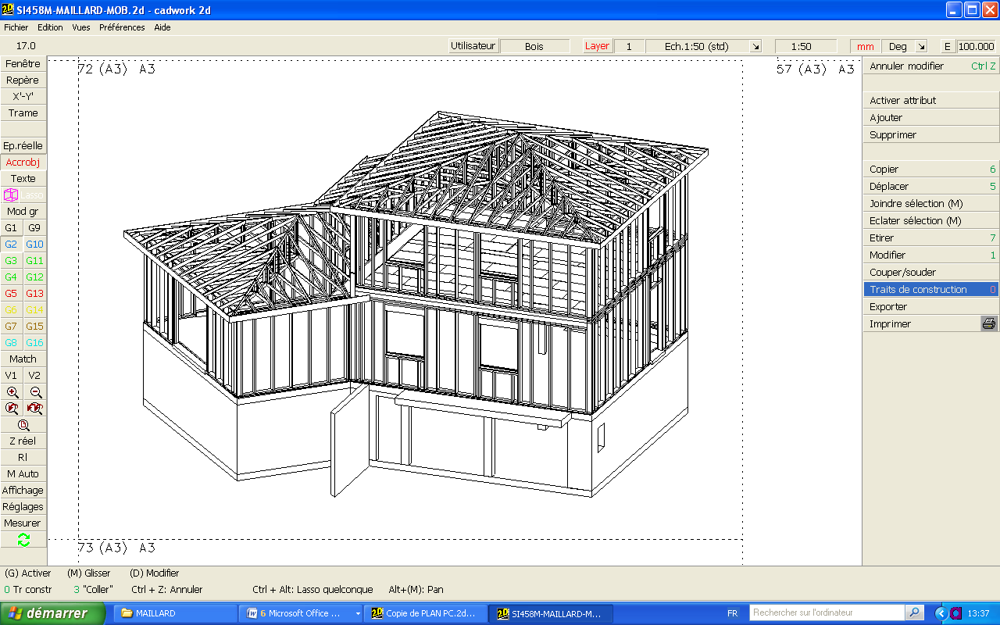 SI458M-MAILLARD-MOB.2d - cadwork 2d
Fichier Edition Vues Préférences Aide
17.0 Utilisateur Bois Layer 1 Ech.1:50 (std) 1:50 mm Deg E 100.000
Fenêtre
Repère
X'-Y'
Trame
Ep.réelle
Accrobj
Texte
Lasso
Mod gr
G1 G9
G2 G10
G3 G11
G4 G12
G5 G13
G6 G14
G7 G15
G8 G16
Match
V1 V2
Z réel
Rl
M Auto
Affichage
Réglages
Mesurer
72 (A3) A3
57 (A3) A3
73 (A3) A3
Annuler modifier Ctrl Z
Activer attribut
Ajouter
Supprimer
Copier 6
Déplacer 5
Joindre sélection (M)
Eclater sélection (M)
Etirer 7
Modifier 1
Couper/souder
Traits de construction 0
Exporter
Imprimer
(G) Activer (M) Glisser (D) Modifier
0 Tr constr 3 "Coller" Ctrl + Z: Annuler Ctrl + Alt: Lasso quelconque Alt+(M): Pan
démarrer MAILLARD 6 Microsoft Office ... Copie de PLAN PC.2d... SI458M-MAILLARD-M... FR Rechercher sur l'ordinateur 13:37